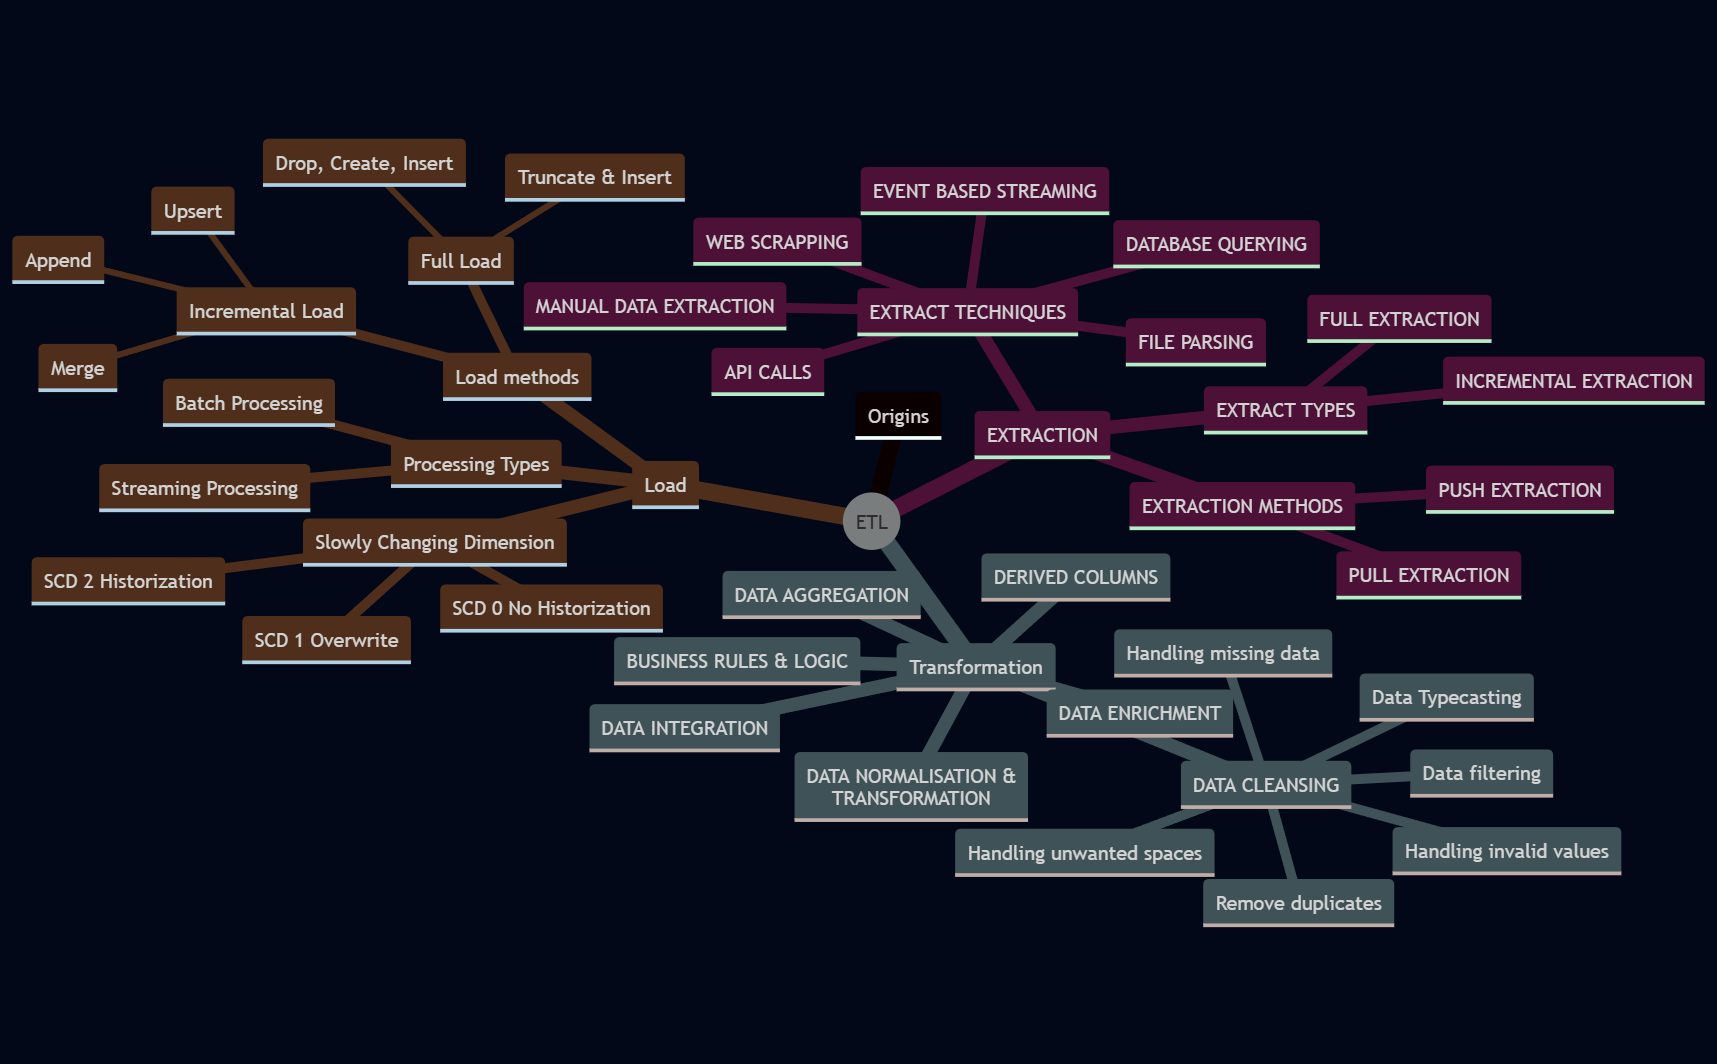 Drop, Create, Insert
Truncate & Insert
Upsert
Append
Full Load
Incremental Load
Merge
Load methods
Batch Processing
Processing Types
Streaming Processing
Load
Slowly Changing Dimension
SCD 2 Historization
SCD 0 No Historization
SCD 1 Overwrite
EVENT BASED STREAMING
WEB SCRAPPING
DATABASE QUERYING
MANUAL DATA EXTRACTION
EXTRACT TECHNIQUES
FILE PARSING
API CALLS
FULL EXTRACTION
INCREMENTAL EXTRACTION
EXTRACT TYPES
Origins
EXTRACTION
PUSH EXTRACTION
EXTRACTION METHODS
PULL EXTRACTION
ETL
DERIVED COLUMNS
DATA AGGREGATION
BUSINESS RULES & LOGIC
Transformation
DATA INTEGRATION
DATA NORMALISATION &
TRANSFORMATION
DATA ENRICHMENT
Handling missing data
Data Typecasting
DATA CLEANSING
Data filtering
Handling unwanted spaces
Handling invalid values
Remove duplicates